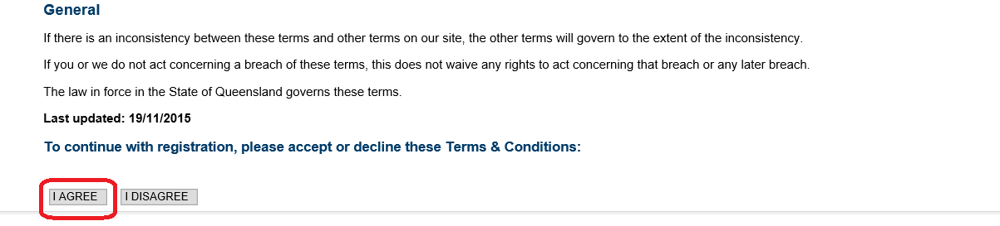 General
If there is an inconsistency between these terms and other terms on our site, the other terms will govern to the extent of the inconsistency.
If you or we do not act concerning a breach of these terms, this does not waive any rights to act concerning that breach or any later breach.
The law in force in the State of Queensland governs these terms.
Last updated: 19/11/2015
To continue with registration, please accept or decline these Terms & Conditions:
I AGREE I DISAGREE